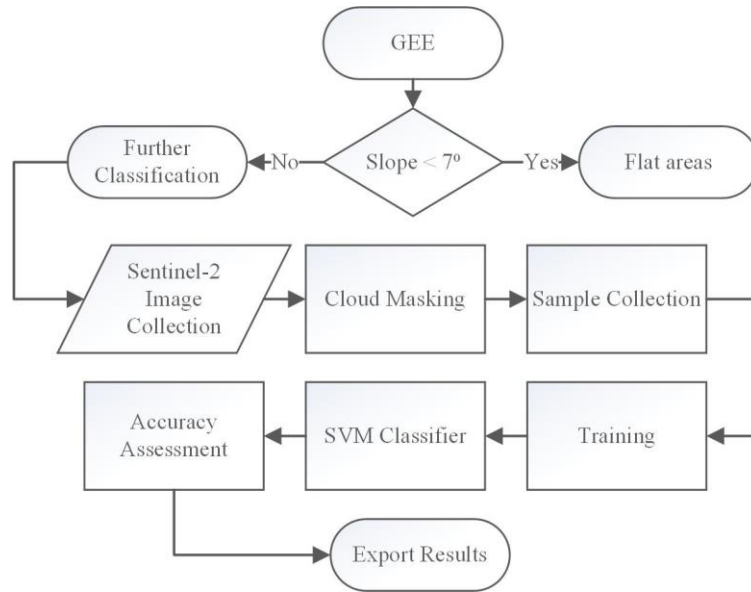 GEE
Slope < 7º
No
Yes
Further
Classification
Flat areas
Sentinel-2
Image
Collection
Cloud Masking
Sample Collection
Accuracy
Assessment
SVM Classifier
Training
Export Results